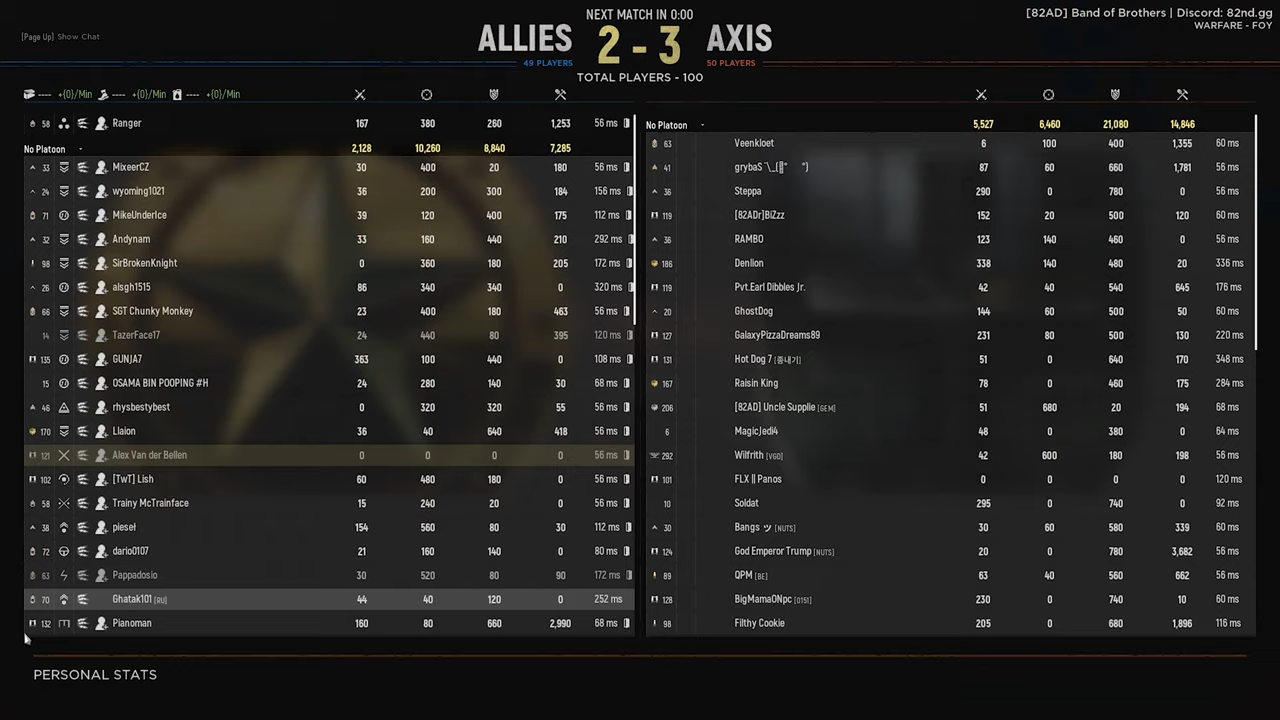 [Page Up] Show Chat
NEXT MATCH IN 0:00
ALLIES 2 - 3 AXIS
49 PLAYERS 50 PLAYERS
TOTAL PLAYERS - 100
[82AD] Band of Brothers | Discord: 82nd.gg
WARFARE - FOY
---- +{0}/Min ---- +{0}/Min ---- +{0}/Min
58 Ranger 167 380 260 1,253 56 ms
No Platoon - 2,128 10,260 8,840 7,285
33 MixeerCZ 30 400 20 180 56 ms
24 wyoming1021 36 200 300 184 156 ms
71 MikeUnderIce 39 120 400 175 112 ms
32 Andynam 33 160 440 210 292 ms
98 SirBrokenKnight 0 360 180 205 172 ms
26 alsgh1515 86 340 340 0 320 ms
66 SGT Chunky Monkey 23 400 180 463 56 ms
14 TazerFace17 24 440 80 395 120 ms
135 GUNJA7 363 100 440 0 108 ms
15 OSAMA BIN POOPING #H 24 280 140 30 68 ms
46 rhysbestybest 0 320 320 55 56 ms
170 Llaion 36 40 640 418 56 ms
121 Alex Van der Bellen 0 0 0 0 56 ms
102 [TwT] Lish 60 480 180 0 56 ms
58 Trainy McTrainface 15 240 20 0 56 ms
38 pieseł 154 560 80 30 112 ms
72 dario0107 21 160 140 0 80 ms
63 Pappadosio 30 520 80 90 172 ms
70 Ghatak101 [RU] 44 40 120 0 252 ms
132 Pianoman 160 80 660 2,990 68 ms
No Platoon - 5,527 6,460 21,080 14,846
63 Veenkloet 6 100 400 1,355 60 ms
41 grybaS 87 60 660 1,781 56 ms
36 Steppa 290 0 780 0 56 ms
119 [82ADr]BiZzz 152 20 500 120 60 ms
36 RAMBO 123 140 460 0 56 ms
186 Denlion 338 140 480 20 336 ms
119 Pvt.Earl Dibbles Jr. 42 40 540 645 176 ms
20 GhostDog 144 60 500 50 60 ms
127 GalaxyPizzaDreams89 231 80 500 130 220 ms
131 Hot Dog 7 [종내기] 51 0 640 170 348 ms
167 Raisin King 78 0 460 175 284 ms
206 [82AD] Uncle Supplie [GEM] 51 680 20 194 68 ms
6 MagicJedi4 48 0 380 0 64 ms
292 Wilfrith [VGD] 42 600 180 198 56 ms
101 FLX || Panos 0 0 0 0 120 ms
10 Soldat 295 0 740 0 92 ms
30 Bangs ツ [NUTS] 30 60 580 339 60 ms
124 God Emperor Trump [NUTS] 20 0 780 3,682 56 ms
89 QPM [BE] 63 40 560 662 56 ms
128 BigMamaONpc [0151] 230 0 740 10 60 ms
98 Filthy Cookie 205 0 680 1,896 116 ms
PERSONAL STATS